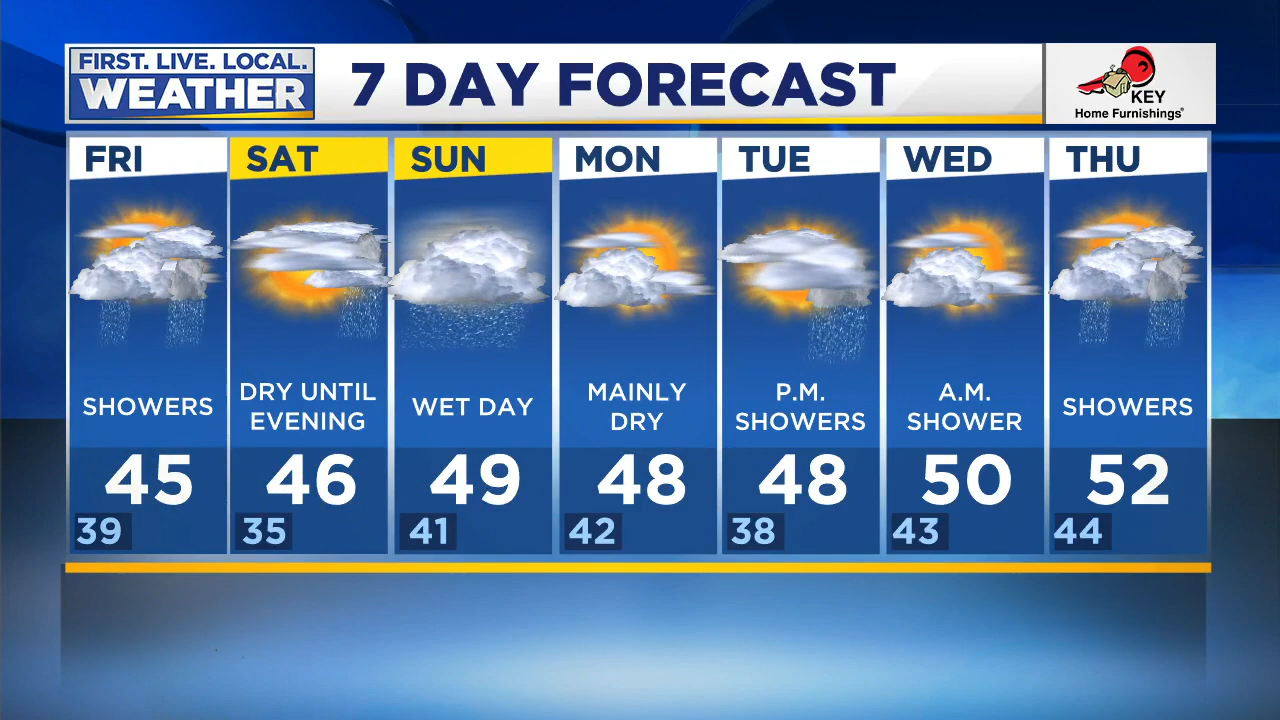 FIRST. LIVE. LOCAL.
WEATHER
7 DAY FORECAST
KEY
Home Furnishings®
FRI
SAT
SUN
MON
TUE
WED
THU
SHOWERS
DRY UNTIL
EVENING
WET DAY
MAINLY
DRY
P.M.
SHOWERS
A.M.
SHOWER
SHOWERS
45
46
49
48
48
50
52
39
35
41
42
38
43
44